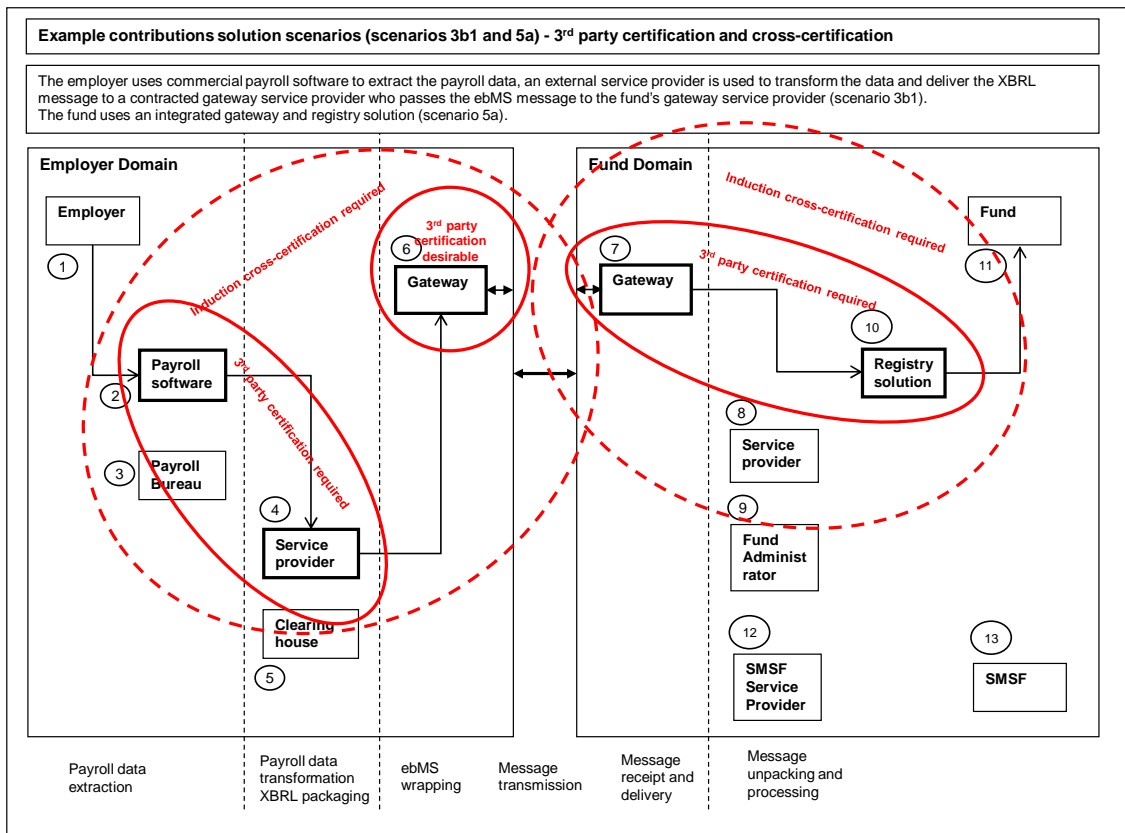 Example contributions solution scenarios (scenarios 3b1 and 5a) - 3rd party certification and cross-certification
The employer uses commercial payroll software to extract the payroll data, an external service provider is used to transform the data and deliver the XBRL
message to a contracted gateway service provider who passes the ebMS message to the fund's gateway service provider (scenario 3b1).
The fund uses an integrated gateway and registry solution (scenario 5a).
Employer Domain
Employer
1
Induction cross-certification required
3rd party
certification
desirable
6
Gateway
Payroll
software
2
3rd party certification required
3
Payroll
Bureau
4
Service
provider
Clearing
house
5
Fund Domain
Induction cross-certification required
Fund
11
7
Gateway
3rd party certification required
10
Registry
solution
8
Service
provider
9
Fund
Administ
rator
12
SMSF
Service
Provider
13
SMSF
Payroll data
extraction
Payroll data
transformation
XBRL packaging
ebMS
wrapping
Message
transmission
Message
receipt and
delivery
Message
unpacking and
processing